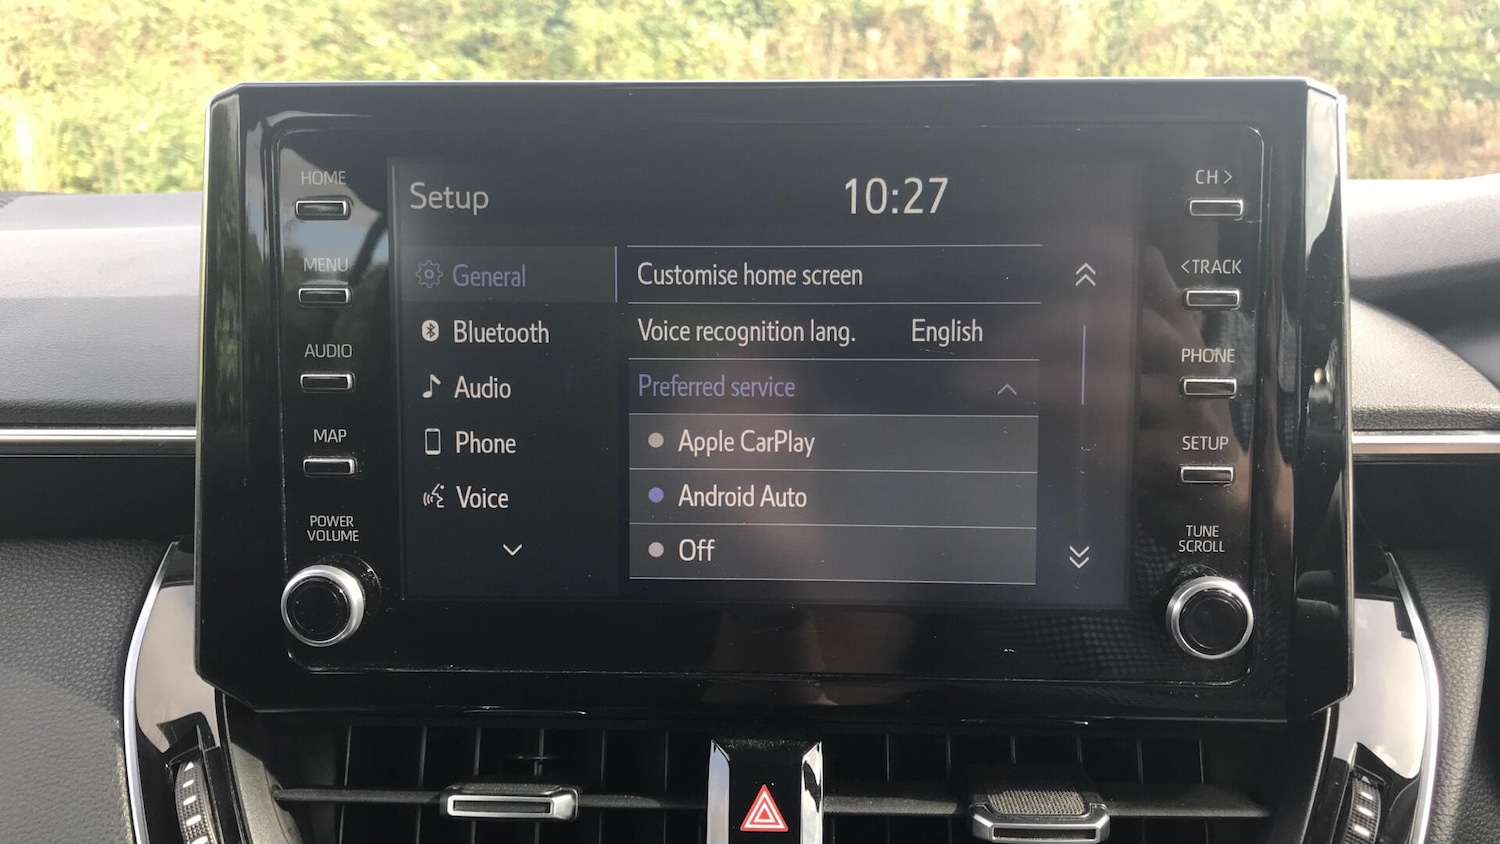 HOME
MENU
AUDIO
MAP
POWER
VOLUME
Setup
10:27
General
Bluetooth
Audio
Phone
Voice
Customise home screen
Voice recognition lang. English
Preferred service
Apple CarPlay
Android Auto
Off
CH >
<TRACK
PHONE
SETUP
TUNE
SCROLL